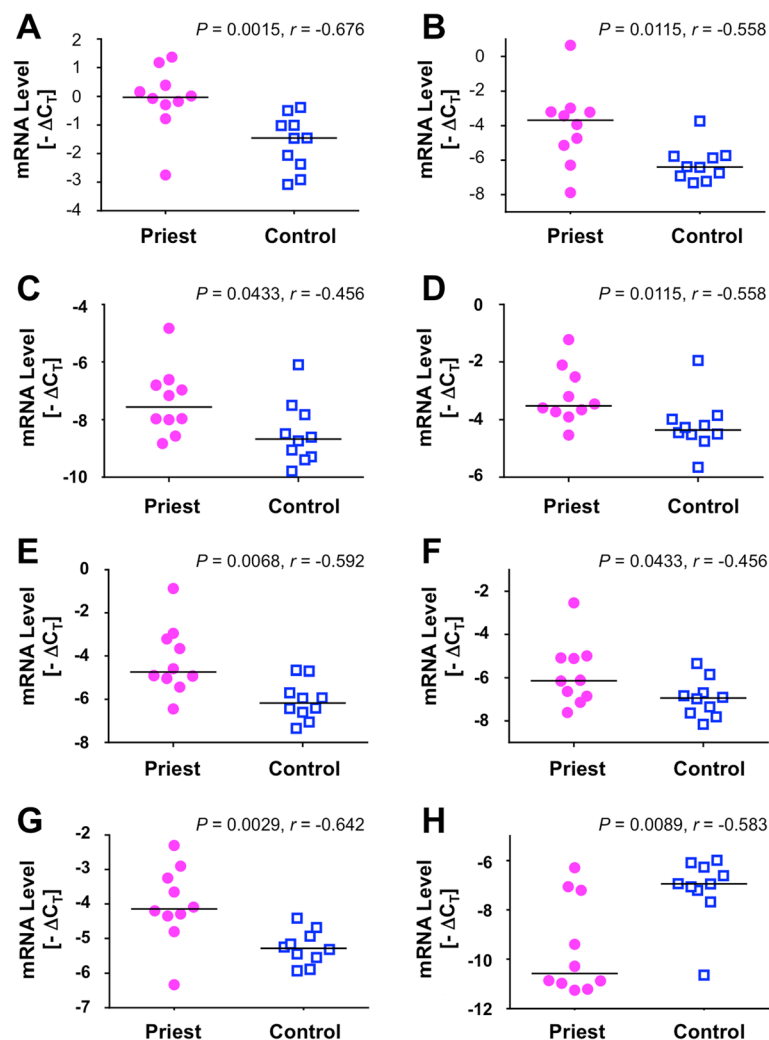 A
P = 0.0015, r = -0.676
mRNA Level
[- ΔCT]
2
1
0
-1
-2
-3
-4
Priest
Control
B
P = 0.0115, r = -0.558
mRNA Level
[- ΔCT]
0
-2
-4
-6
-8
Priest
Control
C
P = 0.0433, r = -0.456
mRNA Level
[- ΔCT]
-4
-6
-8
-10
Priest
Control
D
P = 0.0115, r = -0.558
mRNA Level
[- ΔCT]
0
-2
-4
-6
Priest
Control
E
P = 0.0068, r = -0.592
mRNA Level
[- ΔCT]
0
-2
-4
-6
-8
Priest
Control
F
P = 0.0433, r = -0.456
mRNA Level
[- ΔCT]
-2
-4
-6
-8
Priest
Control
G
P = 0.0029, r = -0.642
mRNA Level
[- ΔCT]
-2
-3
-4
-5
-6
-7
Priest
Control
H
P = 0.0089, r = -0.583
mRNA Level
[- ΔCT]
-6
-8
-10
-12
Priest
Control